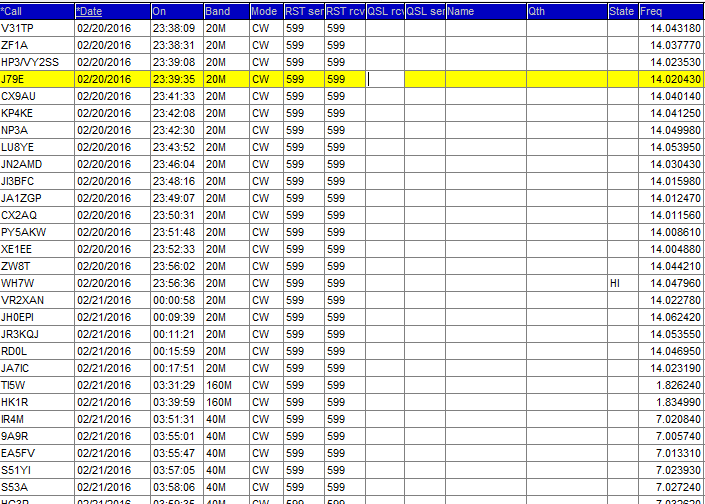 *Call *Date On Band Mode RST ser RST rcv QSL rcv QSL ser Name Qth State Freq
V31TP 02/20/2016 23:38:09 20M CW 599 599 14.043180
ZF1A 02/20/2016 23:38:31 20M CW 599 599 14.037770
HP3/VY2SS 02/20/2016 23:39:08 20M CW 599 599 14.023530
J79E 02/20/2016 23:39:35 20M CW 599 599 14.020430
CX9AU 02/20/2016 23:41:33 20M CW 599 599 14.040140
KP4KE 02/20/2016 23:42:08 20M CW 599 599 14.041250
NP3A 02/20/2016 23:42:30 20M CW 599 599 14.049980
LU8YE 02/20/2016 23:43:52 20M CW 599 599 14.053950
JN2AMD 02/20/2016 23:46:04 20M CW 599 599 14.030430
JI3BFC 02/20/2016 23:48:16 20M CW 599 599 14.015980
JA1ZGP 02/20/2016 23:49:07 20M CW 599 599 14.012470
CX2AQ 02/20/2016 23:50:31 20M CW 599 599 14.011560
PY5AKW 02/20/2016 23:51:48 20M CW 599 599 14.008610
XE1EE 02/20/2016 23:52:33 20M CW 599 599 14.004880
ZW8T 02/20/2016 23:56:02 20M CW 599 599 14.044210
WH7W 02/20/2016 23:56:36 20M CW 599 599 HI 14.047960
VR2XAN 02/21/2016 00:00:58 20M CW 599 599 14.022780
JH0EPI 02/21/2016 00:09:39 20M CW 599 599 14.062420
JR3KQJ 02/21/2016 00:11:21 20M CW 599 599 14.053550
RD0L 02/21/2016 00:15:59 20M CW 599 599 14.046950
JA7IC 02/21/2016 00:17:51 20M CW 599 599 14.023190
TI5W 02/21/2016 03:31:29 160M CW 599 599 1.826240
HK1R 02/21/2016 03:39:59 160M CW 599 599 1.834990
IR4M 02/21/2016 03:51:31 40M CW 599 599 7.020840
9A9R 02/21/2016 03:55:01 40M CW 599 599 7.005740
EA5FV 02/21/2016 03:55:47 40M CW 599 599 7.013310
S51YI 02/21/2016 03:57:05 40M CW 599 599 7.023930
S53A 02/21/2016 03:58:06 40M CW 599 599 7.027240
02/21/2016 03:59:35 40M CW 599 599